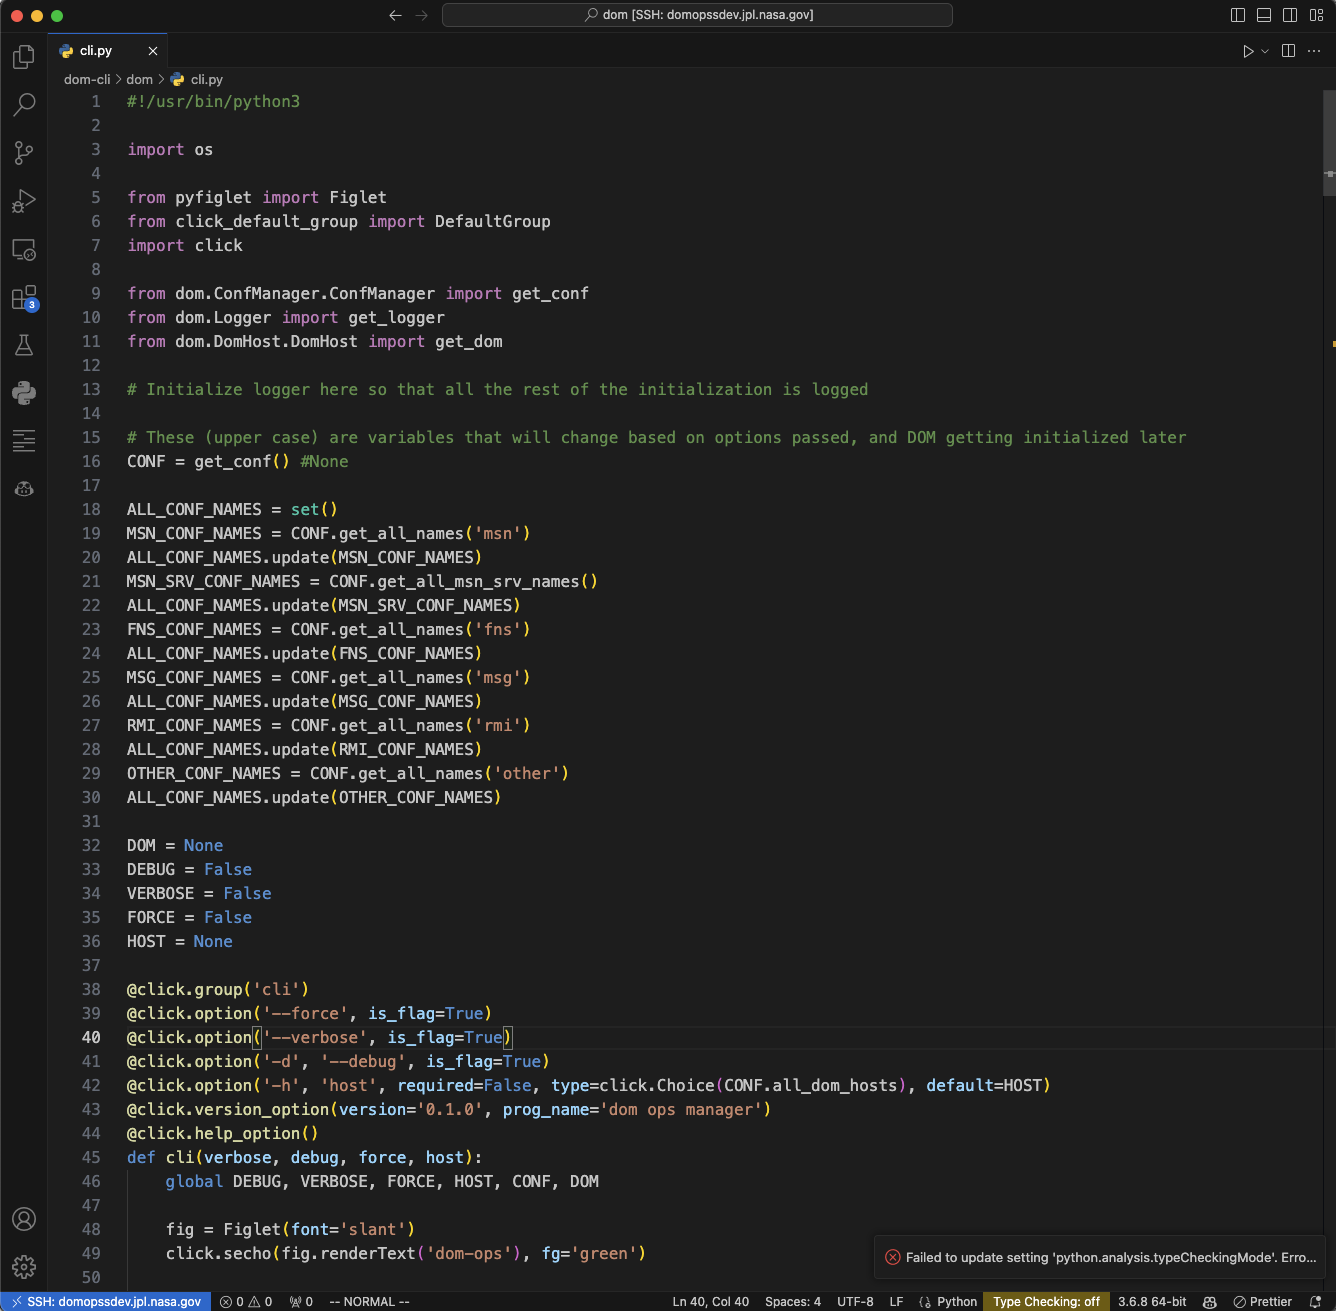 dom [SSH: domopssdev.jpl.nasa.gov]
cli.py
dom-cli > dom > cli.py
1 #!/usr/bin/python3
2
3 import os
4
5 from pyfiglet import Figlet
6 from click_default_group import DefaultGroup
7 import click
8
9 from dom.ConfManager.ConfManager import get_conf
10 from dom.Logger import get_logger
11 from dom.DomHost.DomHost import get_dom
12
13 # Initialize logger here so that all the rest of the initialization is logged
14
15 # These (upper case) are variables that will change based on options passed, and DOM getting initialized later
16 CONF = get_conf() #None
17
18 ALL_CONF_NAMES = set()
19 MSN_CONF_NAMES = CONF.get_all_names('msn')
20 ALL_CONF_NAMES.update(MSN_CONF_NAMES)
21 MSN_SRV_CONF_NAMES = CONF.get_all_msn_srv_names()
22 ALL_CONF_NAMES.update(MSN_SRV_CONF_NAMES)
23 FNS_CONF_NAMES = CONF.get_all_names('fns')
24 ALL_CONF_NAMES.update(FNS_CONF_NAMES)
25 MSG_CONF_NAMES = CONF.get_all_names('msg')
26 ALL_CONF_NAMES.update(MSG_CONF_NAMES)
27 RMI_CONF_NAMES = CONF.get_all_names('rmi')
28 ALL_CONF_NAMES.update(RMI_CONF_NAMES)
29 OTHER_CONF_NAMES = CONF.get_all_names('other')
30 ALL_CONF_NAMES.update(OTHER_CONF_NAMES)
31
32 DOM = None
33 DEBUG = False
34 VERBOSE = False
35 FORCE = False
36 HOST = None
37
38 @click.group('cli')
39 @click.option('--force', is_flag=True)
40 @click.option('--verbose', is_flag=True)
41 @click.option('-d', '--debug', is_flag=True)
42 @click.option('-h', 'host', required=False, type=click.Choice(CONF.all_dom_hosts), default=HOST)
43 @click.version_option(version='0.1.0', prog_name='dom ops manager')
44 @click.help_option()
45 def cli(verbose, debug, force, host):
46     global DEBUG, VERBOSE, FORCE, HOST, CONF, DOM
47
48     fig = Figlet(font='slant')
49     click.secho(fig.renderText('dom-ops'), fg='green')
50
3
Failed to update setting 'python.analysis.typeCheckingMode'. Erro...
SSH: domopssdev.jpl.nasa.gov 0 0 0 -- NORMAL -- Ln 40, Col 40 Spaces: 4 UTF-8 LF Python Type Checking: off 3.6.8 64-bit Prettier